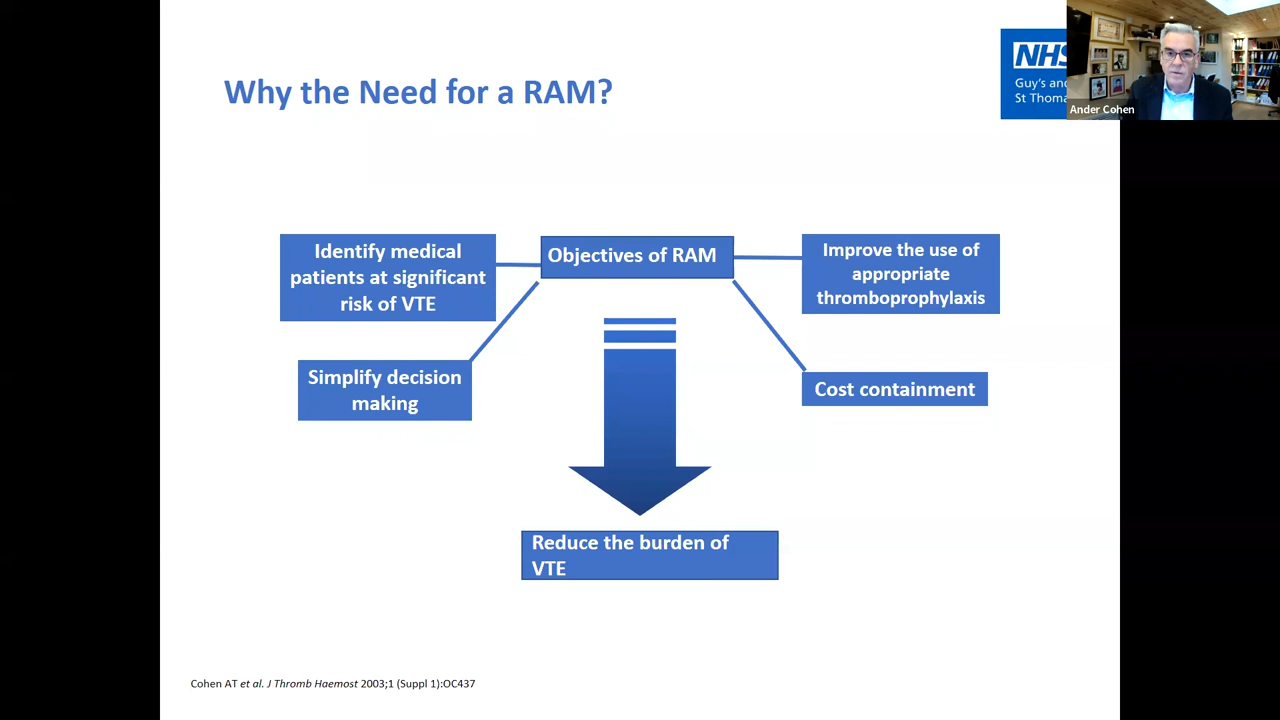 Why the Need for a RAM?
NHS
Guy's and
St Thoma
Ander Cohen
Identify medical
patients at significant
risk of VTE
Objectives of RAM
Improve the use of
appropriate
thromboprophylaxis
Simplify decision
making
Cost containment
Reduce the burden of
VTE
Cohen AT et al. J Thromb Haemost 2003;1 (Suppl 1):OC437